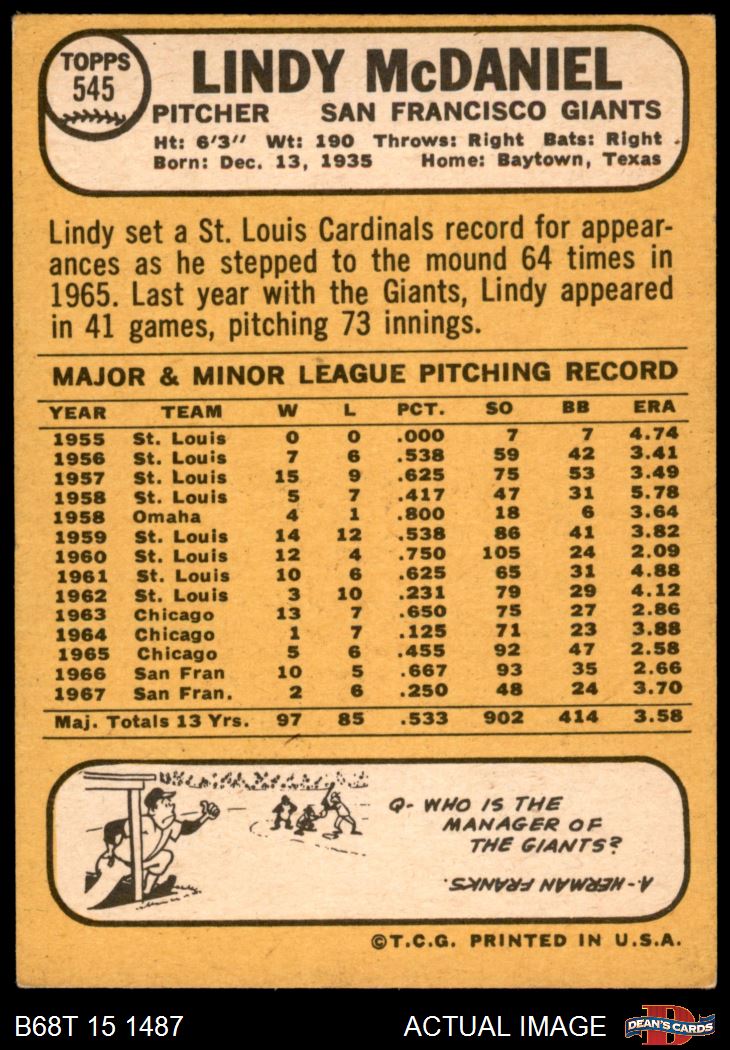 TOPPS
545
LINDY McDANIEL
PITCHER SAN FRANCISCO GIANTS
Ht: 6'3" Wt: 190 Throws: Right Bats: Right
Born: Dec. 13, 1935 Home: Baytown, Texas
Lindy set a St. Louis Cardinals record for appear-
ances as he stepped to the mound 64 times in
1965. Last year with the Giants, Lindy appeared
in 41 games, pitching 73 innings.
MAJOR & MINOR LEAGUE PITCHING RECORD
YEAR TEAM W L PCT. SO BB ERA
1955 St. Louis 0 0 .000 7 7 4.74
1956 St. Louis 7 6 .538 59 42 3.41
1957 St. Louis 15 9 .625 75 53 3.49
1958 St. Louis 5 7 .417 47 31 5.78
1958 Omaha 4 1 .800 18 6 3.64
1959 St. Louis 14 12 .538 86 41 3.82
1960 St. Louis 12 4 .750 105 24 2.09
1961 St. Louis 10 6 .625 65 31 4.88
1962 St. Louis 3 10 .231 79 29 4.12
1963 Chicago 13 7 .650 75 27 2.86
1964 Chicago 1 7 .125 71 23 3.88
1965 Chicago 5 6 .455 92 47 2.58
1966 San Fran 10 5 .667 93 35 2.66
1967 San Fran. 2 6 .250 48 24 3.70
Maj. Totals 13 Yrs. 97 85 .533 902 414 3.58
Q- WHO IS THE
MANAGER OF
THE GIANTS?
A- HERMAN FRANKS.
©T.C.G. PRINTED IN U.S.A.
B68T 15 1487 ACTUAL IMAGE DEAN'S CARDS